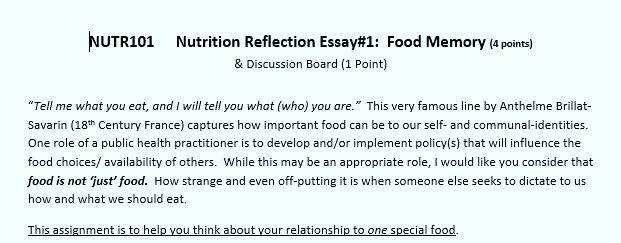 NUTR101 Nutrition Reflection Essay#1: Food Memory (4 points)
& Discussion Board (1 Point)
“Tell me what you eat, and I will tell you what (who) you are.” This very famous line by Anthelme Brillat-
Savarin (18th Century France) captures how important food can be to our self- and communal-identities.
One role of a public health practitioner is to develop and/or implement policy(s) that will influence the
food choices/ availability of others. While this may be an appropriate role, I would like you consider that
food is not ‘just’ food. How strange and even off-putting it is when someone else seeks to dictate to us
how and what we should eat.
This assignment is to help you think about your relationship to one special food.